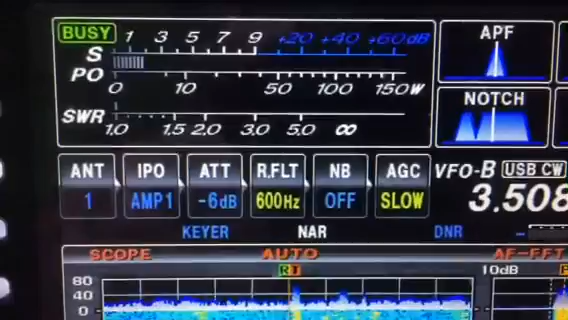 BUSY 1 3 5 7 9 +20 +40 +60dB
S
PO
0 10 50 100 150W
SWR
1.0 1.5 2.0 3.0 5.0 ∞
APF
NOTCH
ANT IPO ATT R.FLT NB AGC
1 AMP1 -6dB 600Hz OFF SLOW
VFO-B USB CW
3.508
KEYER NAR DNR
SCOPE AUTO AF-FFT
R T 10dB
80
40
0